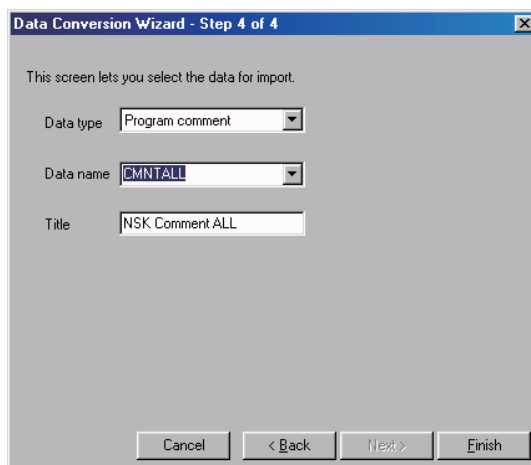 Data Conversion Wizard - Step 4 of 4
This screen lets you select the data for import.
Data type Program comment
Data name CMNTALL
Title NSK Comment ALL
Cancel < Back Next > Finish